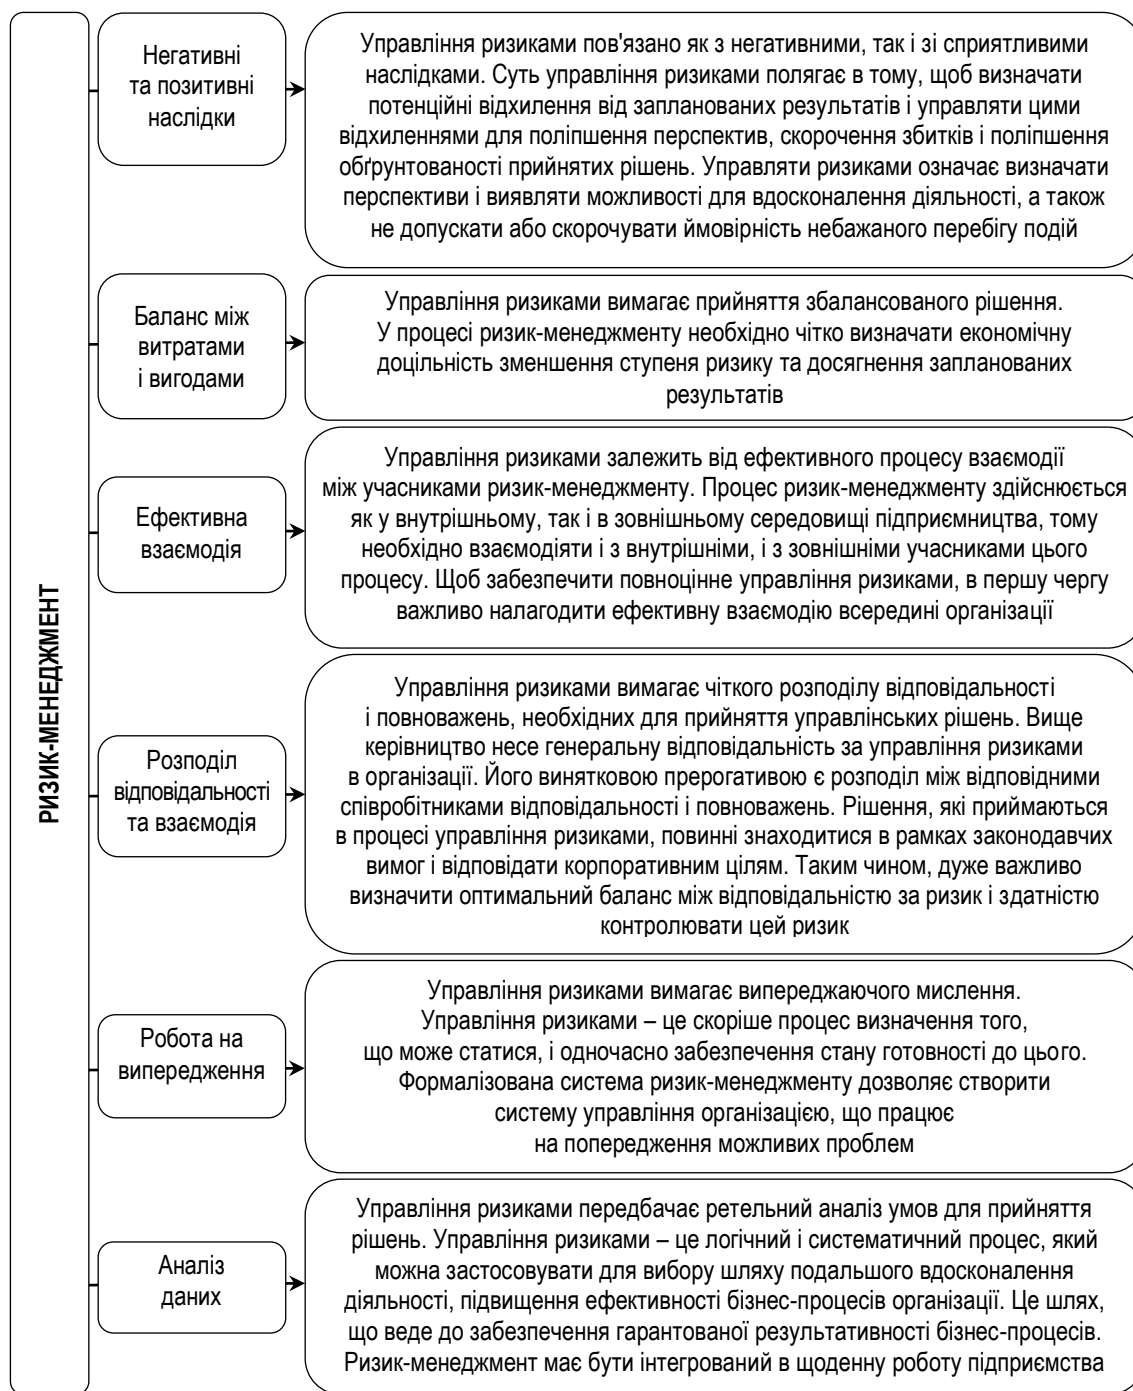 РИЗИК-МЕНЕДЖМЕНТ
Негативні
та позитивні
наслідки
Управління ризиками пов'язано як з негативними, так і зі сприятливими
наслідками. Суть управління ризиками полягає в тому, щоб визначати
потенційні відхилення від запланованих результатів і управляти цими
відхиленнями для поліпшення перспектив, скорочення збитків і поліпшення
обґрунтованості прийнятих рішень. Управляти ризиками означає визначати
перспективи і виявляти можливості для вдосконалення діяльності, а також
не допускати або скорочувати ймовірність небажаного перебігу подій
Баланс між
витратами
і вигодами
Управління ризиками вимагає прийняття збалансованого рішення.
У процесі ризик-менеджменту необхідно чітко визначати економічну
доцільність зменшення ступеня ризику та досягнення запланованих
результатів
Ефективна
взаємодія
Управління ризиками залежить від ефективного процесу взаємодії
між учасниками ризик-менеджменту. Процес ризик-менеджменту здійснюється
як у внутрішньому, так і в зовнішньому середовищі підприємництва, тому
необхідно взаємодіяти і з внутрішніми, і з зовнішніми учасниками цього
процесу. Щоб забезпечити повноцінне управління ризиками, в першу чергу
важливо налагодити ефективну взаємодію всередині організації
Розподіл
відповідальності
та взаємодія
Управління ризиками вимагає чіткого розподілу відповідальності
і повноважень, необхідних для прийняття управлінських рішень. Вище
керівництво несе генеральну відповідальність за управління ризиками
в організації. Його винятковою прерогативою є розподіл між відповідними
співробітниками відповідальності і повноважень. Рішення, які приймаються
в процесі управління ризиками, повинні знаходитися в рамках законодавчих
вимог і відповідати корпоративним цілям. Таким чином, дуже важливо
визначити оптимальний баланс між відповідальністю за ризик і здатністю
контролювати цей ризик
Робота на
випередження
Управління ризиками вимагає випереджаючого мислення.
Управління ризиками – це скоріше процес визначення того,
що може статися, і одночасно забезпечення стану готовності до цього.
Формалізована система ризик-менеджменту дозволяє створити
систему управління організацією, що працює
на попередження можливих проблем
Аналіз
даних
Управління ризиками передбачає ретельний аналіз умов для прийняття
рішень. Управління ризиками – це логічний і систематичний процес, який
можна застосовувати для вибору шляху подальшого вдосконалення
діяльності, підвищення ефективності бізнес-процесів організації. Це шлях,
що веде до забезпечення гарантованої результативності бізнес-процесів.
Ризик-менеджмент має бути інтегрований в щоденну роботу підприємства